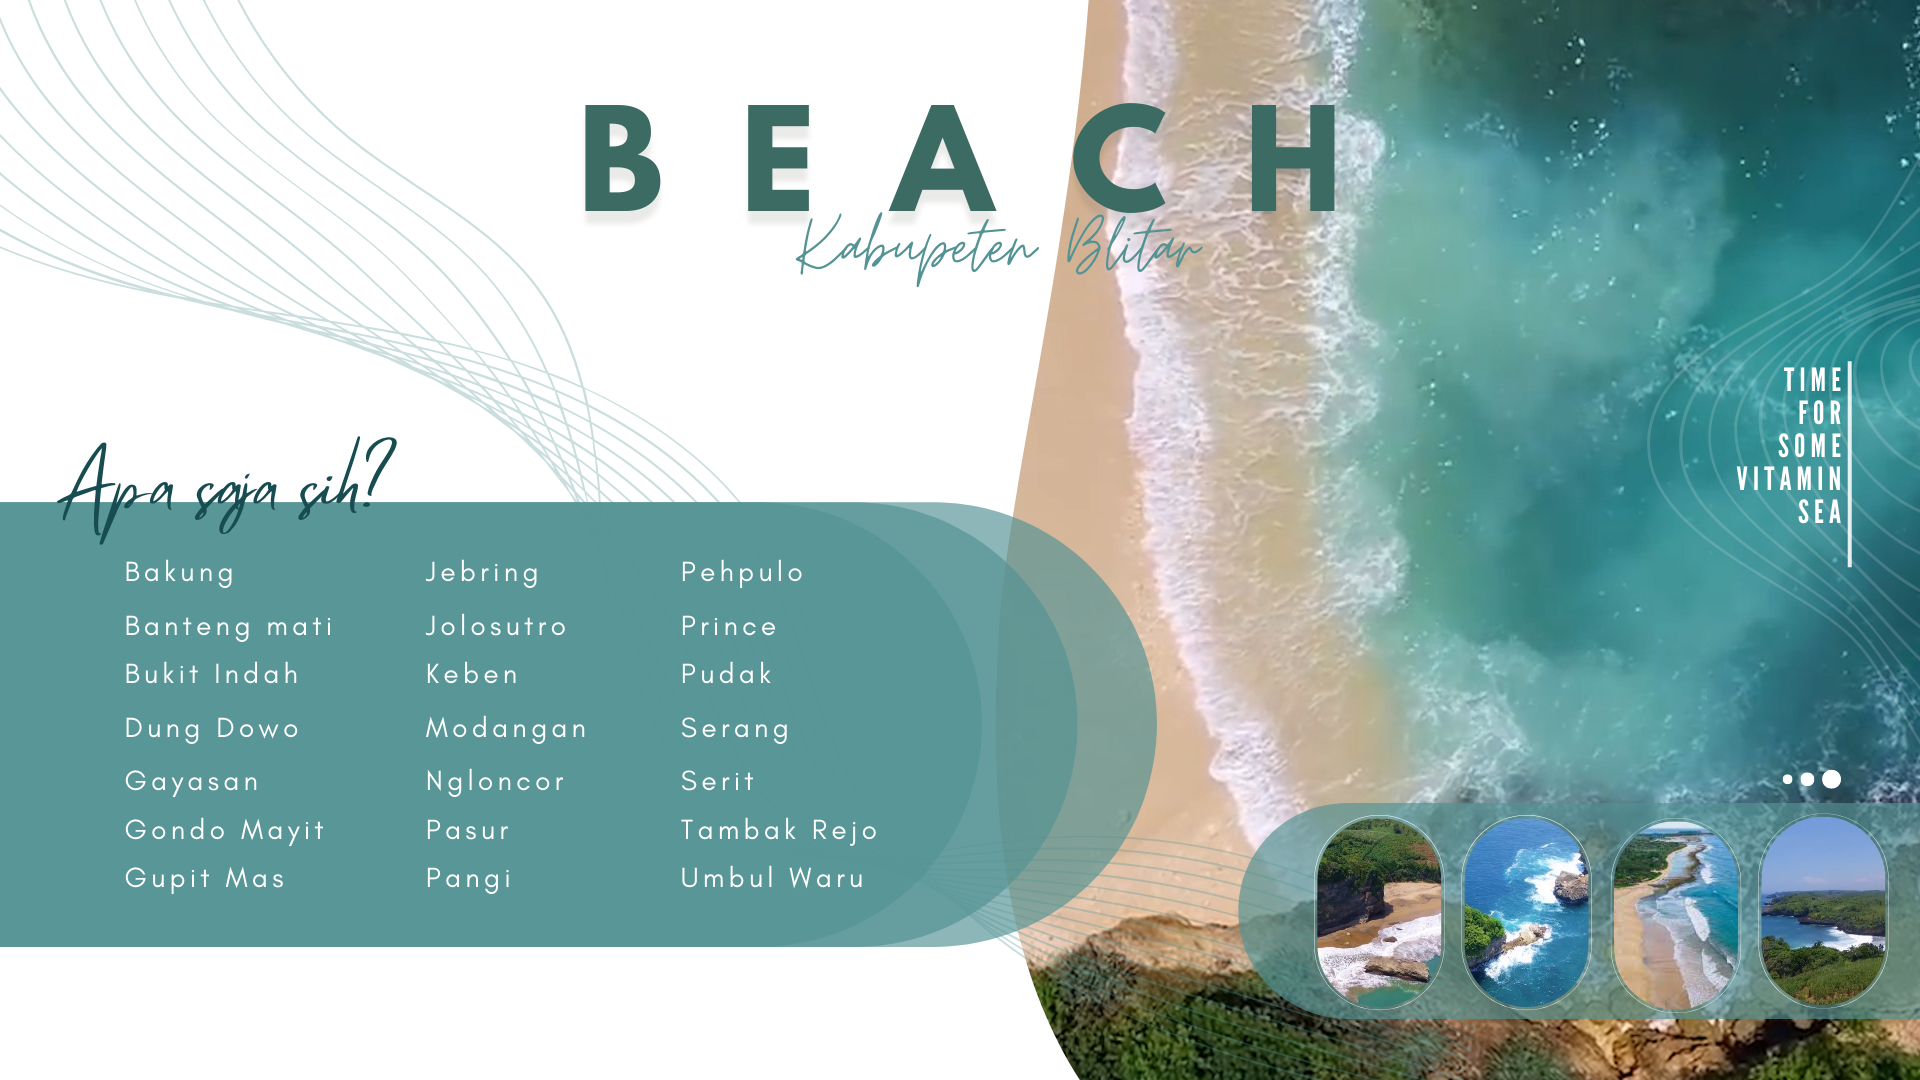 BEACH
Kabupeten Blitar
TIME
FOR
SOME
VITAMIN
SEA
Apa saja sih?
Bakung
Banteng mati
Bukit Indah
Dung Dowo
Gayasan
Gondo Mayit
Gupit Mas
Jebring
Jolosutro
Keben
Modangan
Ngloncor
Pasur
Pangi
Pehpulo
Prince
Pudak
Serang
Serit
Tambak Rejo
Umbul Waru